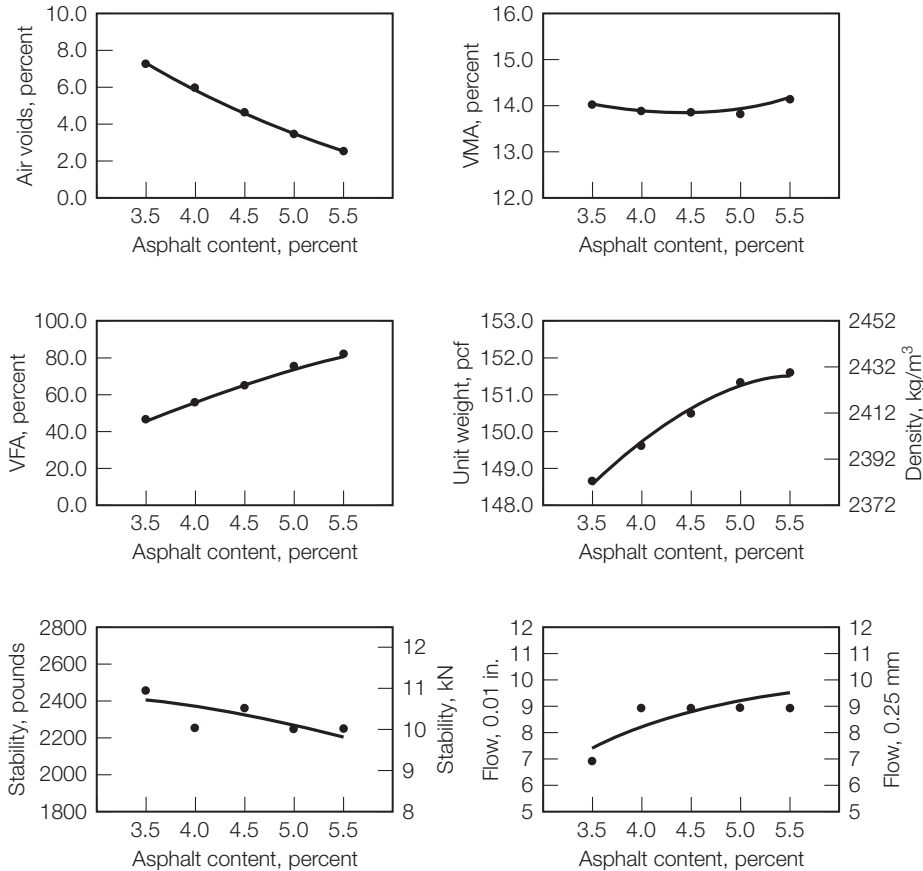 Air voids, percent
10.0
8.0
6.0
4.0
2.0
0.0
3.5 4.0 4.5 5.0 5.5
Asphalt content, percent
VMA, percent
16.0
15.0
14.0
13.0
12.0
3.5 4.0 4.5 5.0 5.5
Asphalt content, percent
VFA, percent
100.0
80.0
60.0
40.0
20.0
0.0
3.5 4.0 4.5 5.0 5.5
Asphalt content, percent
Unit weight, pcf
153.0
152.0
151.0
150.0
149.0
148.0
2452
2432
2412
2392
2372
Density, kg/m³
3.5 4.0 4.5 5.0 5.5
Asphalt content, percent
Stability, pounds
2800
2600
2400
2200
2000
1800
12
11
10
9
8
Stability, kN
3.5 4.0 4.5 5.0 5.5
Asphalt content, percent
Flow, 0.01 in.
12
11
10
9
8
7
6
5
12
11
10
9
8
7
6
5
Flow, 0.25 mm
3.5 4.0 4.5 5.0 5.5
Asphalt content, percent